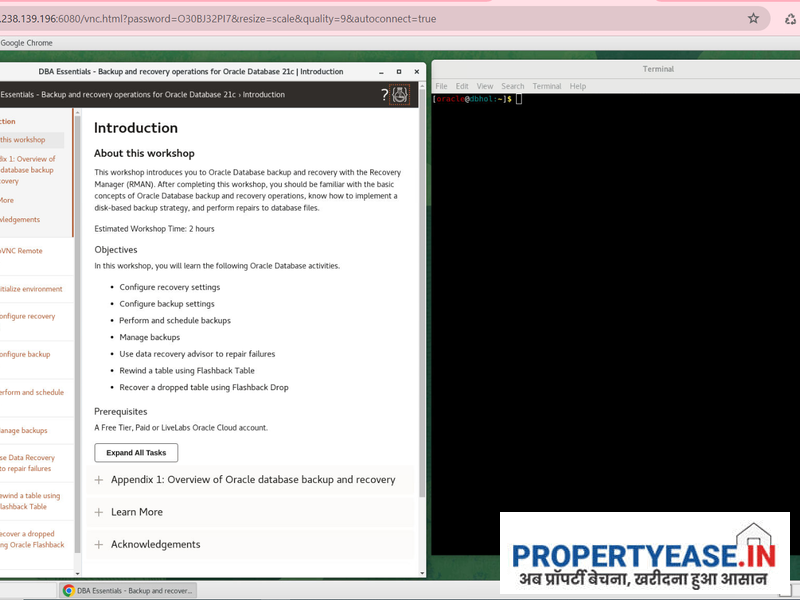 .238.139.196:6080/vnc.html?password=O30BJ32PI7&resize=scale&quality=9&autoconnect=true
Google Chrome
DBA Essentials - Backup and recovery operations for Oracle Database 21c | Introduction
Essentials - Backup and recovery operations for Oracle Database 21c › Introduction
?
ction
this workshop
dix 1: Overview of
database backup
covery
More
wledgements
oVNC Remote
itialize environment
onfigure recovery
onfigure backup
erform and schedule
anage backups
se Data Recovery
to repair failures
ewind a table using
lashback Table
ecover a dropped
ng Oracle Flashback
Introduction
About this workshop
This workshop introduces you to Oracle Database backup and recovery with the Recovery
Manager (RMAN). After completing this workshop, you should be familiar with the basic
concepts of Oracle Database backup and recovery operations, know how to implement a
disk-based backup strategy, and perform repairs to database files.
Estimated Workshop Time: 2 hours
Objectives
In this workshop, you will learn the following Oracle Database activities.
• Configure recovery settings
• Configure backup settings
• Perform and schedule backups
• Manage backups
• Use data recovery advisor to repair failures
• Rewind a table using Flashback Table
• Recover a dropped table using Flashback Drop
Prerequisites
A Free Tier, Paid or LiveLabs Oracle Cloud account.
Expand All Tasks
+ Appendix 1: Overview of Oracle database backup and recovery
+ Learn More
+ Acknowledgements
Terminal
File Edit View Search Terminal Help
[oracle@dbhol:~]$
DBA Essentials - Backup and recover...
PROPERTYEASE.IN
अब प्रॉपर्टी बेचना, खरीदना हुआ आसान